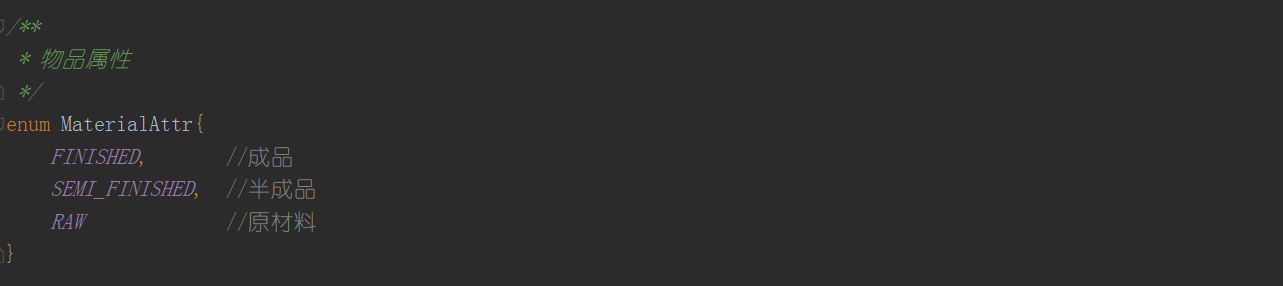 /**
 * 物品属性
 */
enum MaterialAttr{
    FINISHED,       //成品
    SEMI_FINISHED,  //半成品
    RAW             //原材料
}